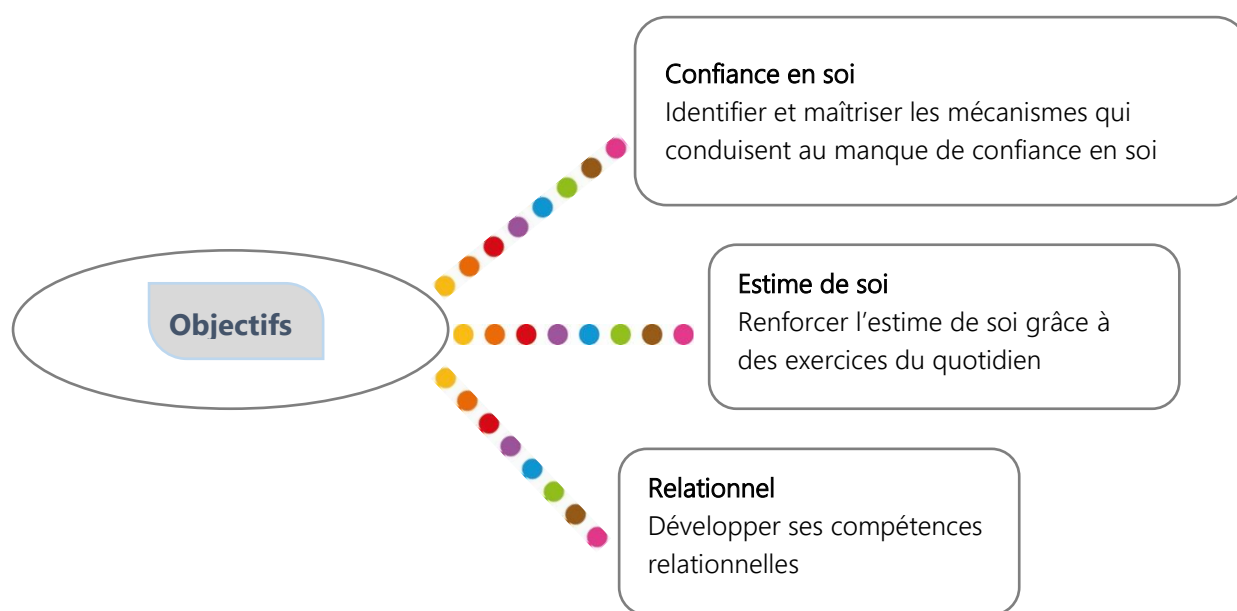 Confiance en soi
Identifier et maîtriser les mécanismes qui
conduisent au manque de confiance en soi
Objectifs
Estime de soi
Renforcer l’estime de soi grâce à
des exercices du quotidien
Relationnel
Développer ses compétences
relationnelles